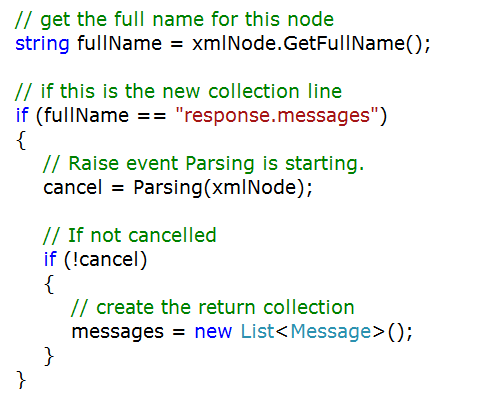 // get the full name for this node
string fullName = xmlNode.GetFullName();
// if this is the new collection line
if (fullName == "response.messages")
{
// Raise event Parsing is starting.
cancel = Parsing(xmlNode);
// If not cancelled
if (!cancel)
{
// create the return collection
messages = new List<Message>();
}
}